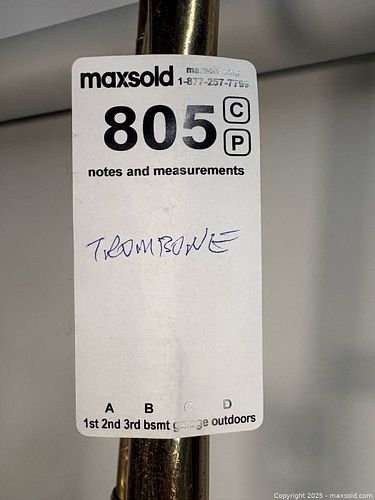 maxsold
1-877-257-7799
805 C
P
notes and measurements
TROMBONE
A B C D
1st 2nd 3rd bsmt garage outdoors
Copyright 2025 - maxsold.com